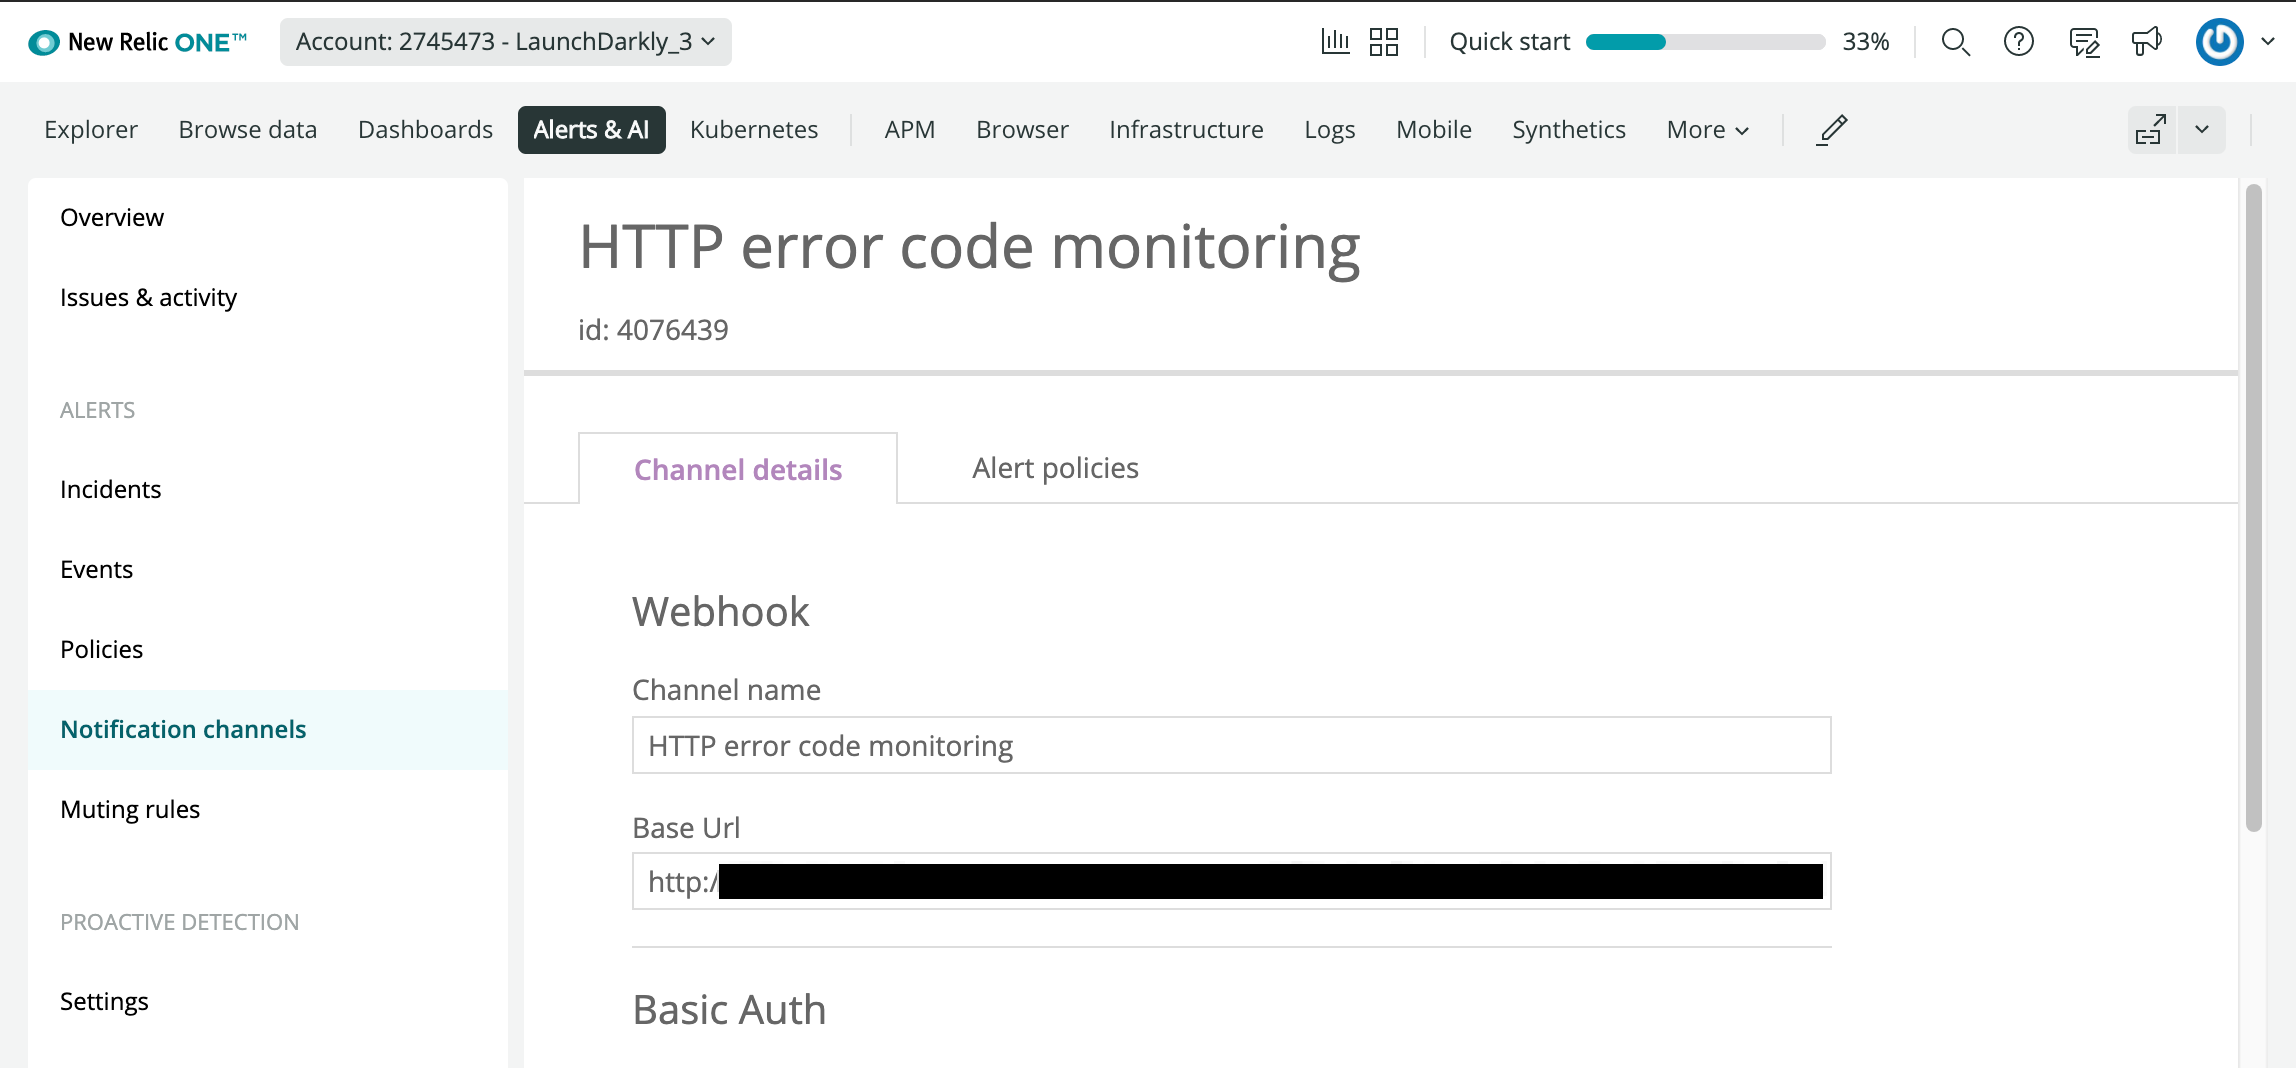 New Relic ONE™
Account: 2745473 - LaunchDarkly_3
Quick start
33%
Explorer
Browse data
Dashboards
Alerts & AI
Kubernetes
APM
Browser
Infrastructure
Logs
Mobile
Synthetics
More
Overview
Issues & activity
ALERTS
Incidents
Events
Policies
Notification channels
Muting rules
PROACTIVE DETECTION
Settings
HTTP error code monitoring
id: 4076439
Channel details
Alert policies
Webhook
Channel name
HTTP error code monitoring
Base Url
http:/
Basic Auth